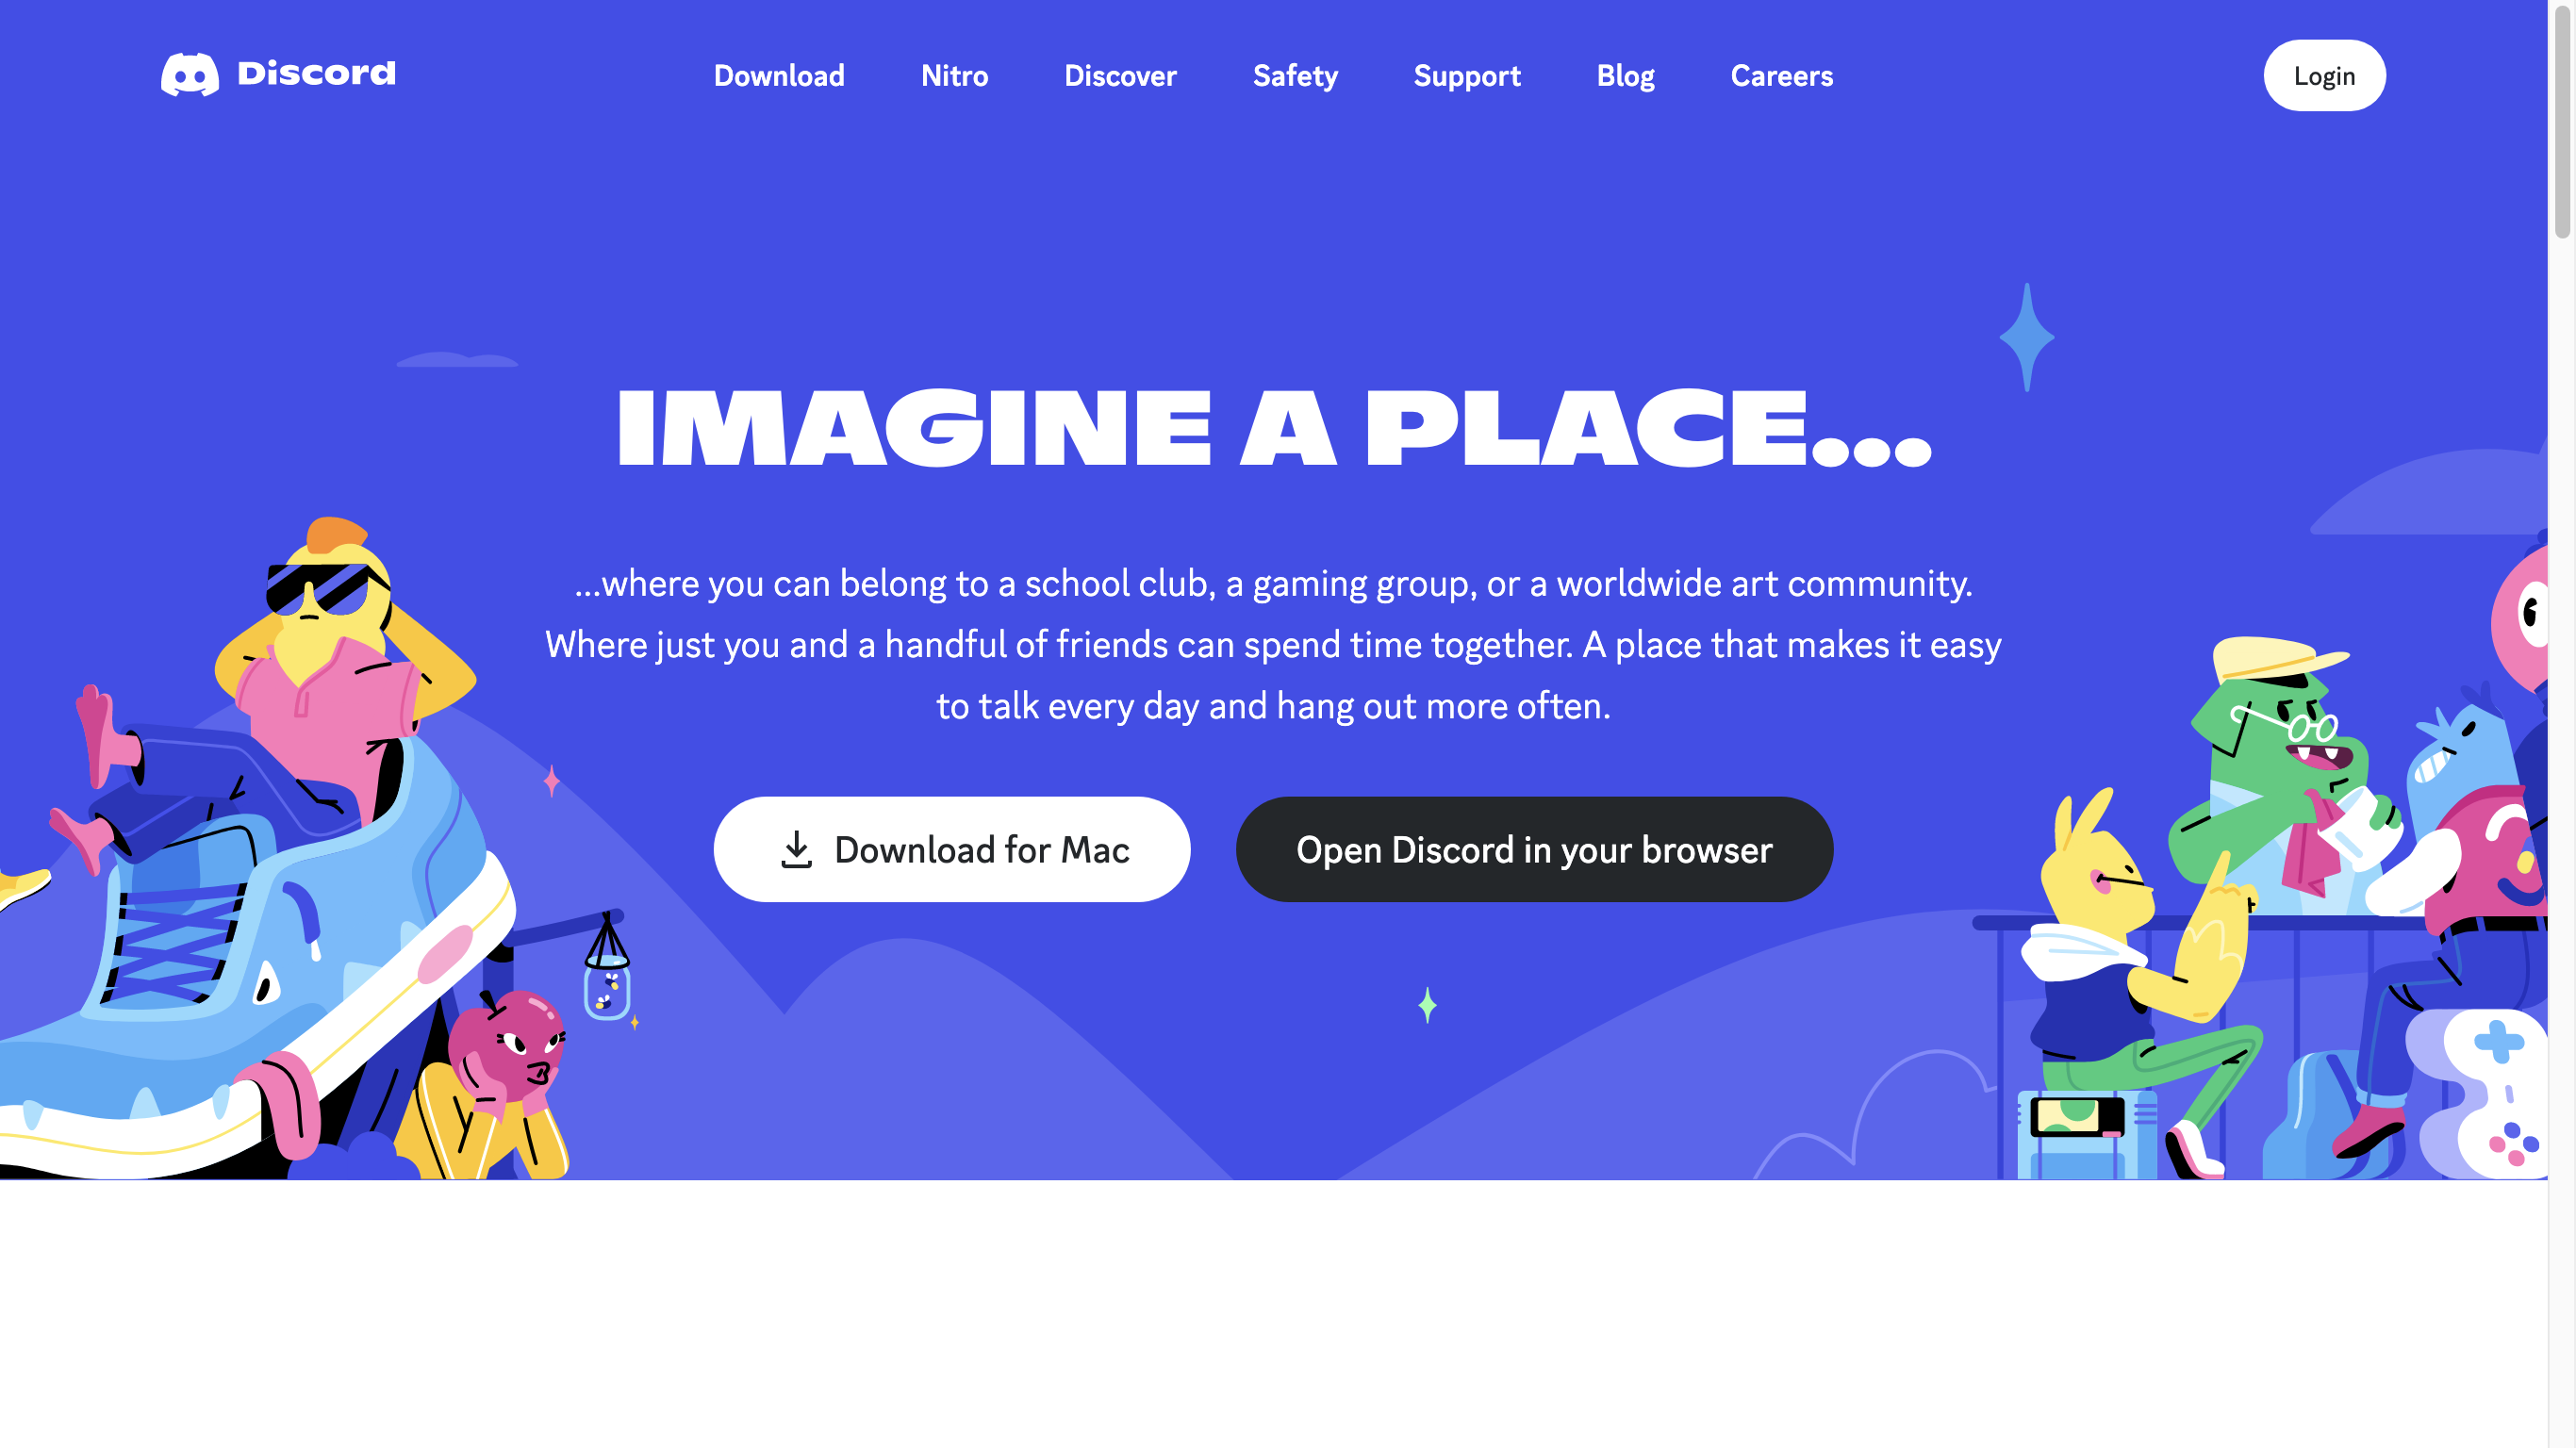 Discord
Download Nitro Discover Safety Support Blog Careers
Login
IMAGINE A PLACE...
...where you can belong to a school club, a gaming group, or a worldwide art community.
Where just you and a handful of friends can spend time together. A place that makes it easy
to talk every day and hang out more often.
Download for Mac
Open Discord in your browser